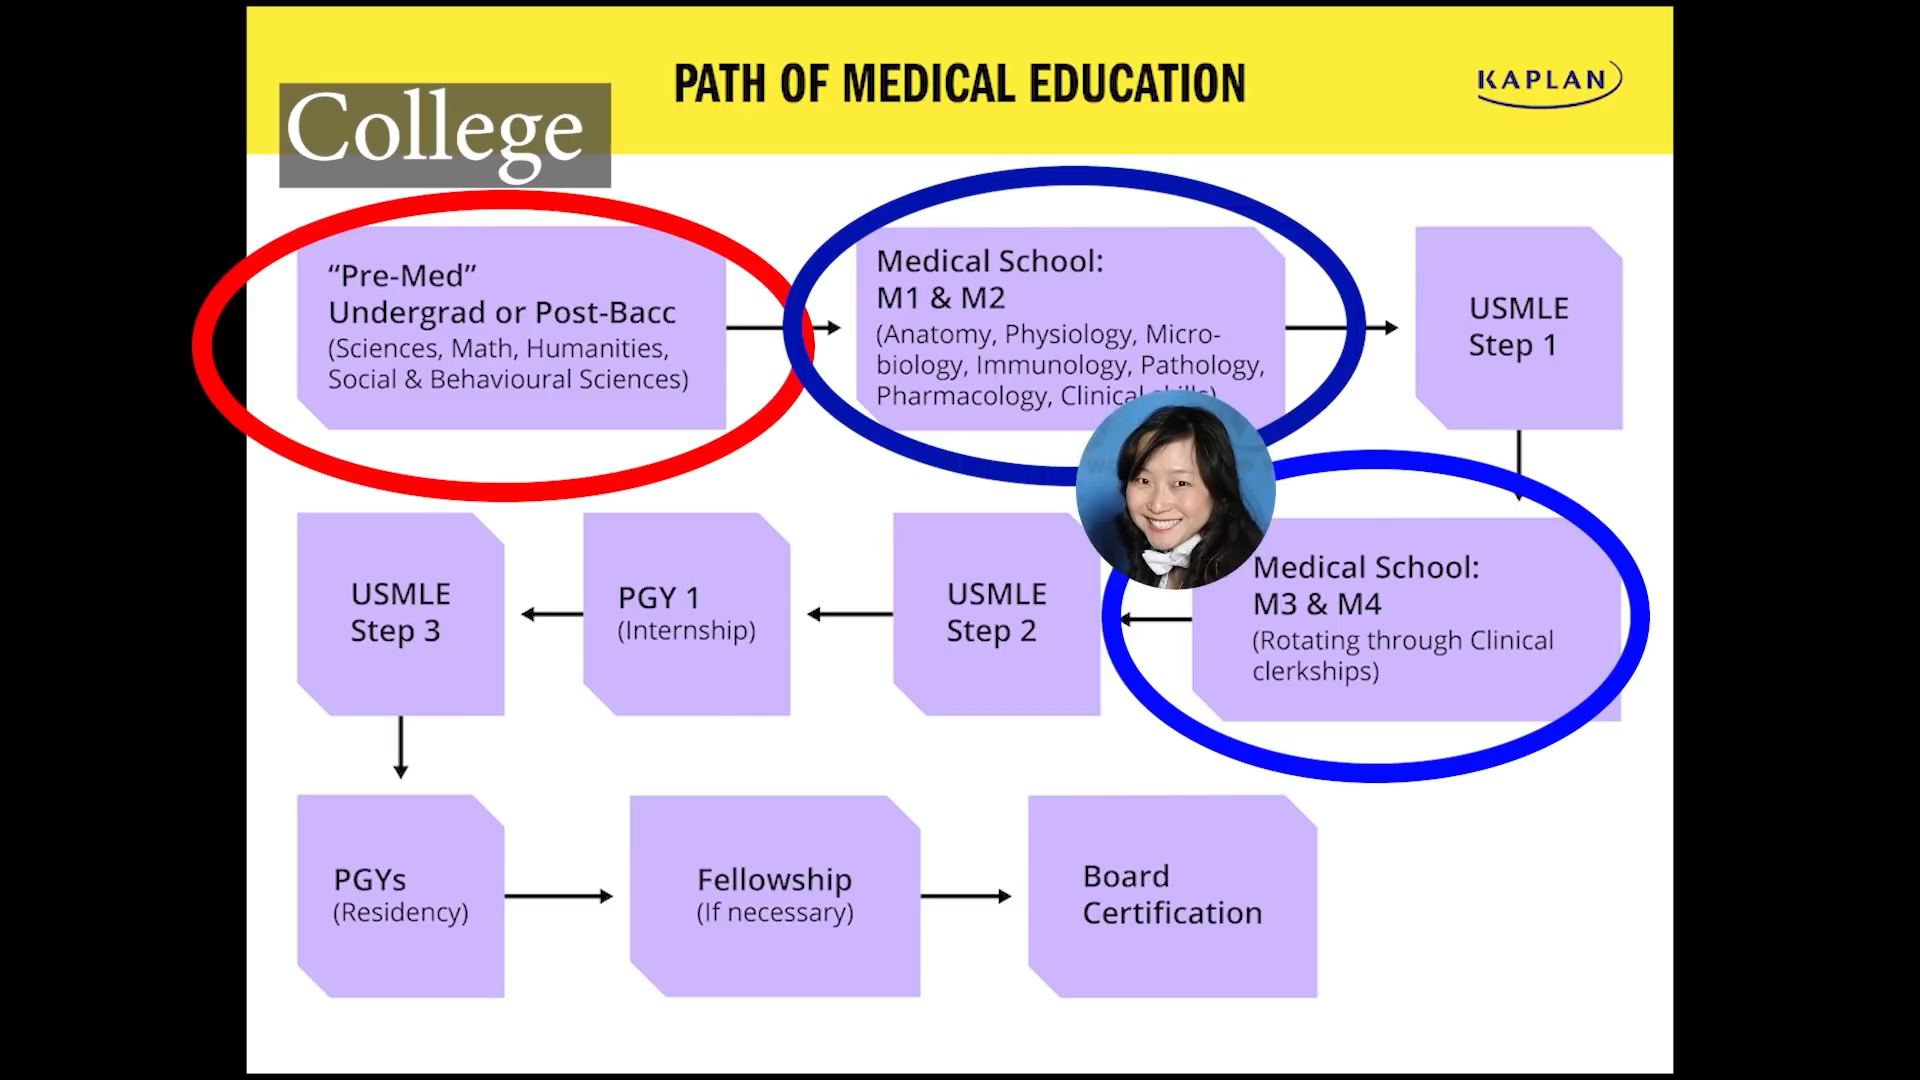 PATH OF MEDICAL EDUCATION
KAPLAN
College
“Pre-Med”
Undergrad or Post-Bacc
(Sciences, Math, Humanities,
Social & Behavioural Sciences)
Medical School:
M1 & M2
(Anatomy, Physiology, Micro-
biology, Immunology, Pathology,
Pharmacology, Clinical skills)
USMLE
Step 1
Medical School:
M3 & M4
(Rotating through Clinical
clerkships)
USMLE
Step 2
PGY 1
(Internship)
USMLE
Step 3
PGYs
(Residency)
Fellowship
(If necessary)
Board
Certification